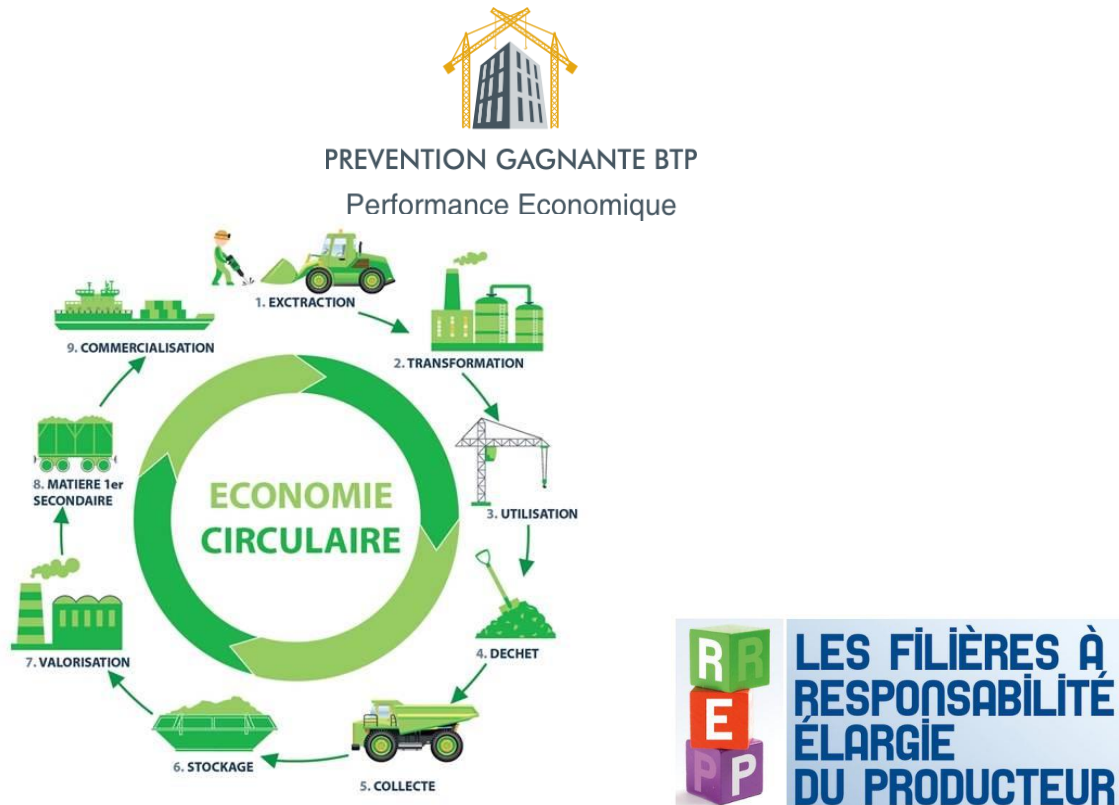 PREVENTION GAGNANTE BTP
Performance Economique
1. EXCTRACTION
2. TRANSFORMATION
3. UTILISATION
4. DECHET
5. COLLECTE
6. STOCKAGE
7. VALORISATION
8. MATIERE 1er
SECONDAIRE
9. COMMERCIALISATION
ECONOMIE
CIRCULAIRE
R R
E
P P
LES FILIÈRES À
RESPONSABILITÉ
ÉLARGIE
DU PRODUCTEUR